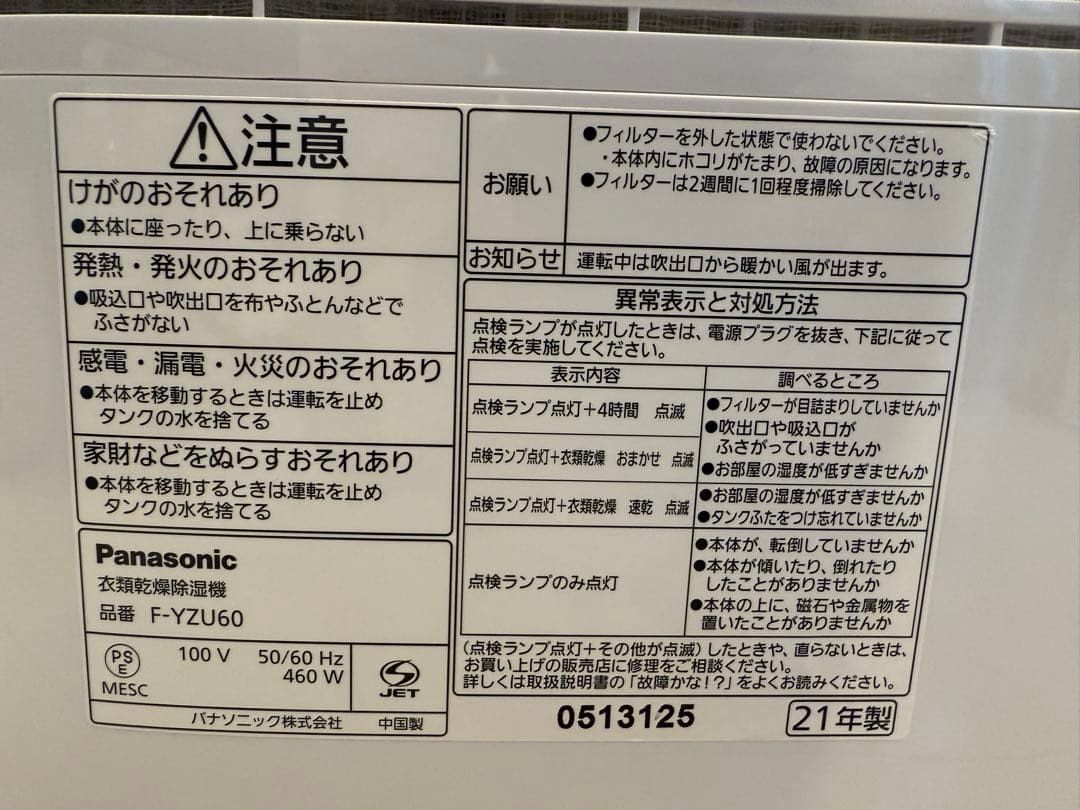 注意
けがのおそれあり
●本体に座ったり、上に乗らない
発熱・発火のおそれあり
●吸込口や吹出口を布やふとんなどで
ふさがない
感電・漏電・火災のおそれあり
●本体を移動するときは運転を止め
タンクの水を捨てる
家財などをぬらすおそれあり
●本体を移動するときは運転を止め
タンクの水を捨てる
Panasonic
衣類乾燥除湿機
品番 F-YZU60
PS
E
MESC
100 V 50/60 Hz
460 W
JET
パナソニック株式会社 中国製
お願い
●フィルターを外した状態で使わないでください。
・本体内にホコリがたまり、故障の原因になります。
●フィルターは2週間に1回程度掃除してください。
お知らせ 運転中は吹出口から暖かい風が出ます。
異常表示と対処方法
点検ランプが点灯したときは、電源プラグを抜き、下記に従って
点検を実施してください。
表示内容 調べるところ
点検ランプ点灯+4時間 点滅
点検ランプ点灯+衣類乾燥 おまかせ 点滅
●フィルターが目詰まりしていませんか
●吹出口や吸込口が
ふさがっていませんか
●お部屋の湿度が低すぎませんか
点検ランプ点灯+衣類乾燥 速乾 点滅
●お部屋の湿度が低すぎませんか
●タンクふたをつけ忘れていませんか
点検ランプのみ点灯
●本体が、転倒していませんか
●本体が傾いたり、倒れたり
したことがありませんか
●本体の上に、磁石や金属物を
置いたことがありませんか
(点検ランプ点灯+その他が点滅)したときや、直らないときは、
お買い上げの販売店に修理をご相談ください。
詳しくは取扱説明書の「故障かな!?」をよくお読みください。
0513125
21年製